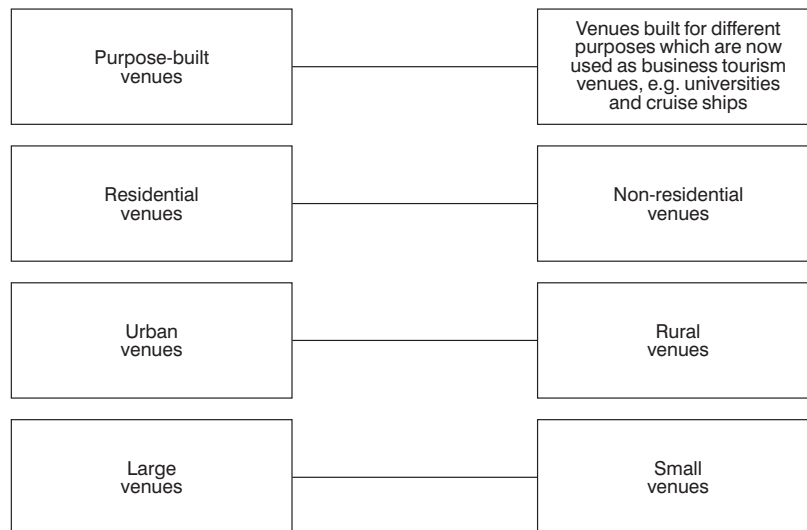 Purpose-built
venues
Venues built for different
purposes which are now
used as business tourism
venues, e.g. universities
and cruise ships
Residential
venues
Non-residential
venues
Urban
venues
Rural
venues
Large
venues
Small
venues